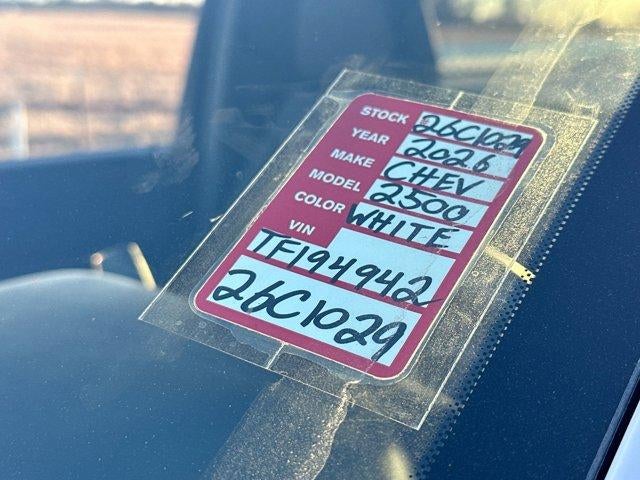 STOCK 26C1029
YEAR 2026
MAKE CHEV
MODEL 2500
COLOR WHITE
VIN
TF194942
26C1029